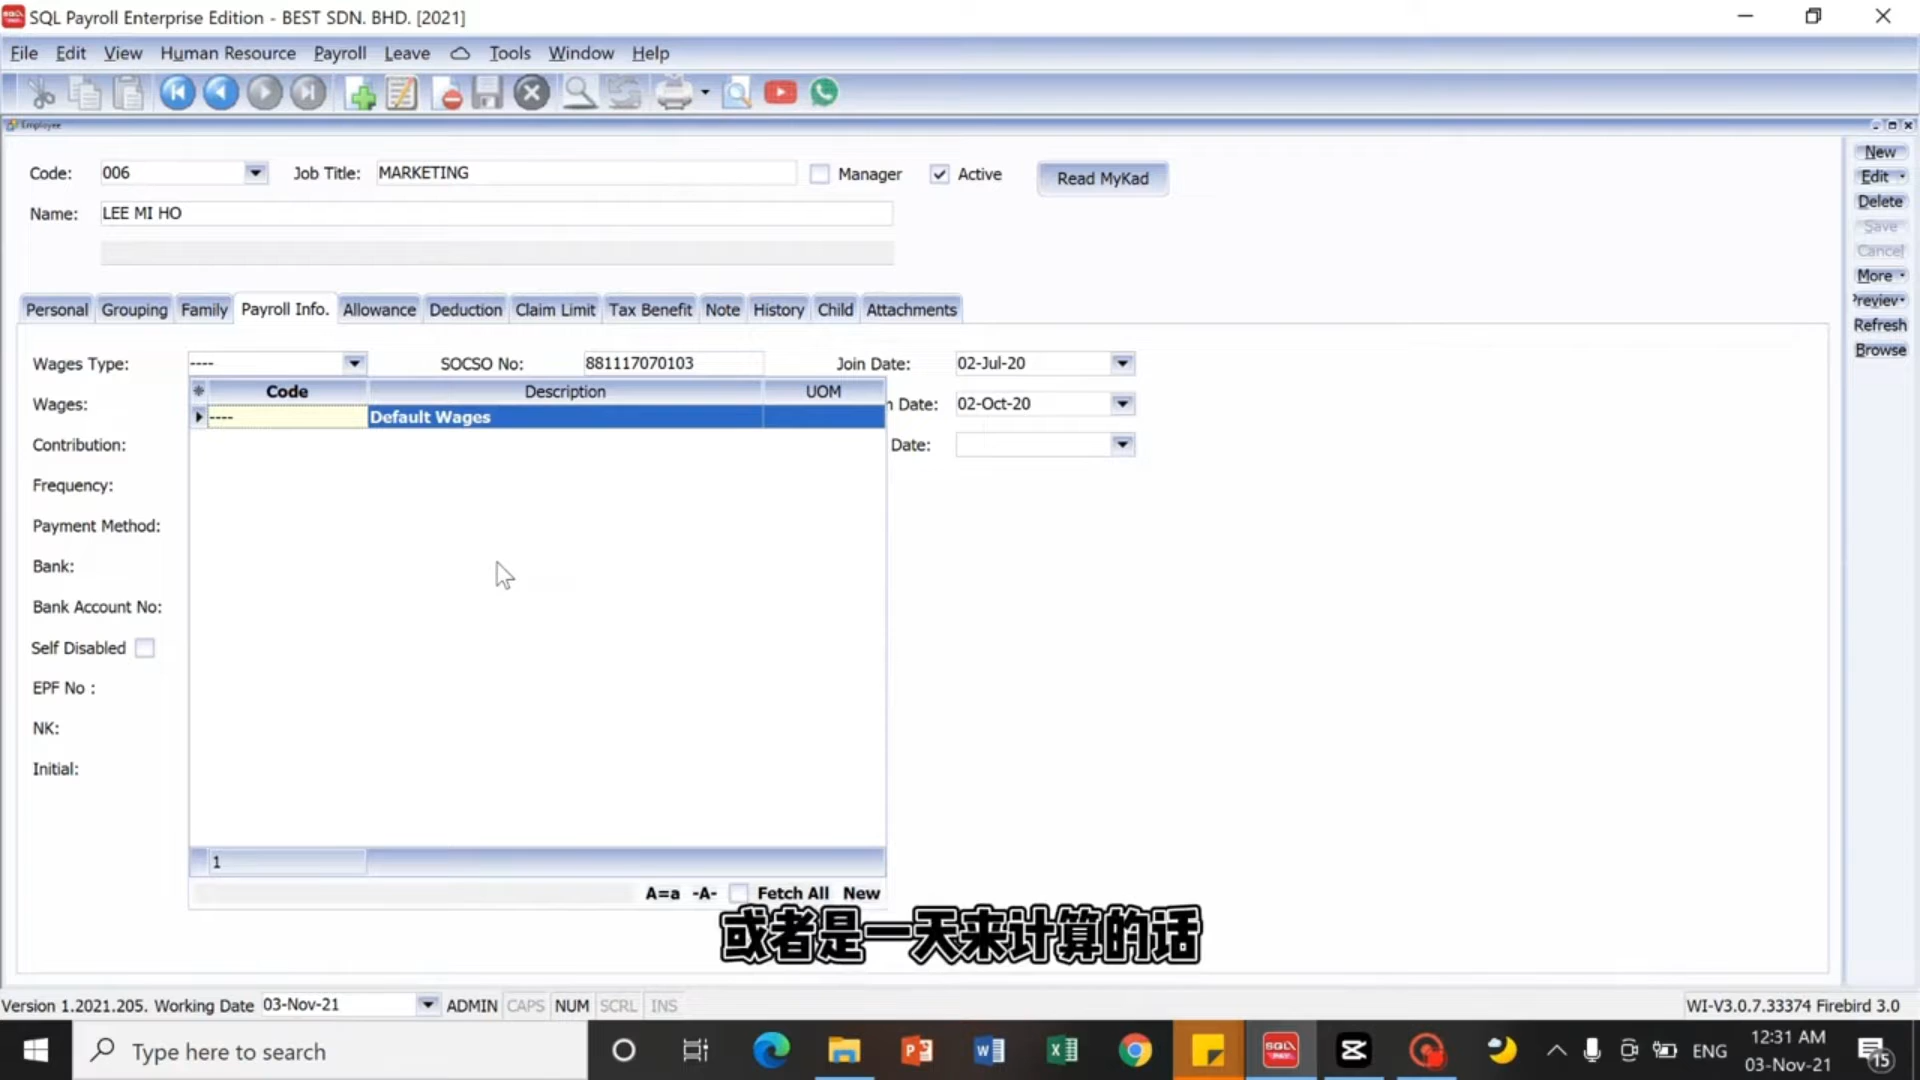 SQL Payroll Enterprise Edition - BEST SDN. BHD. [2021]
File Edit View Human Resource Payroll Leave Tools Window Help
Employee
Code: 006 Job Title: MARKETING Manager Active Read MyKad
Name: LEE MI HO
Personal Grouping Family Payroll Info. Allowance Deduction Claim Limit Tax Benefit Note History Child Attachments
Wages Type: ---- SOCSO No: 881117070103 Join Date: 02-Jul-20
Code Description UOM
Wages: n Date: 02-Oct-20
---- Default Wages
Contribution: Date:
Frequency:
Payment Method:
Bank:
Bank Account No:
Self Disabled
EPF No :
NK:
Initial:
1
A=a -A- Fetch All New
New
Edit
Delete
Save
Cancel
More
Preview
Refresh
Browse
或者是一天来计算的话
Version 1.2021.205. Working Date 03-Nov-21 ADMIN CAPS NUM SCRL INS WI-V3.0.7.33374 Firebird 3.0
Type here to search
ENG
12:31 AM
03-Nov-21
15